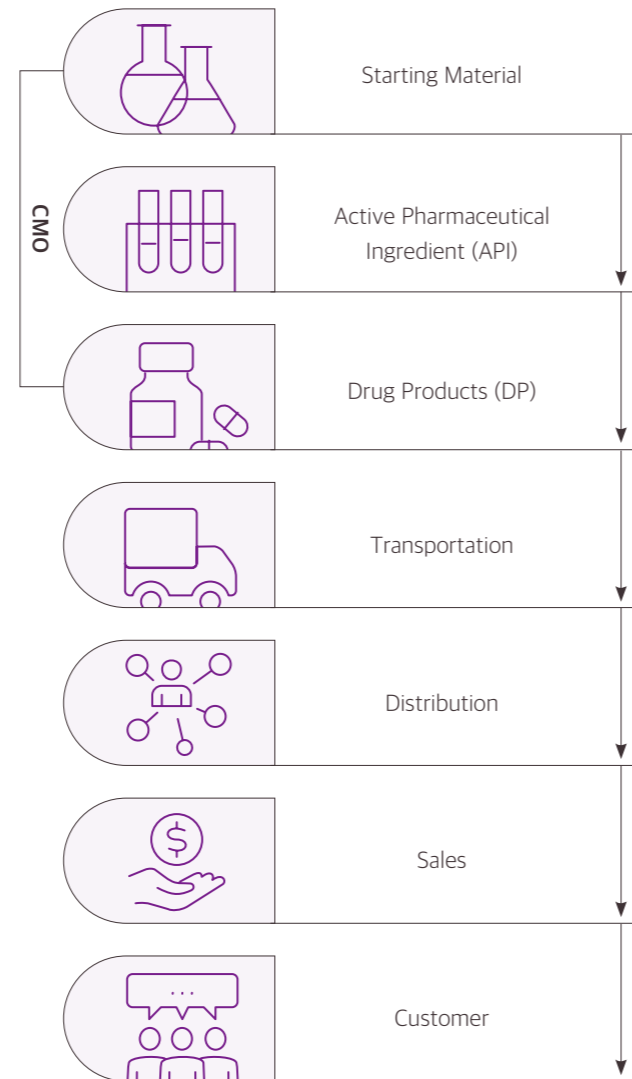 Starting Material
CMO
Active Pharmaceutical
Ingredient (API)
Drug Products (DP)
Transportation
Distribution
$
Sales
...
Customer